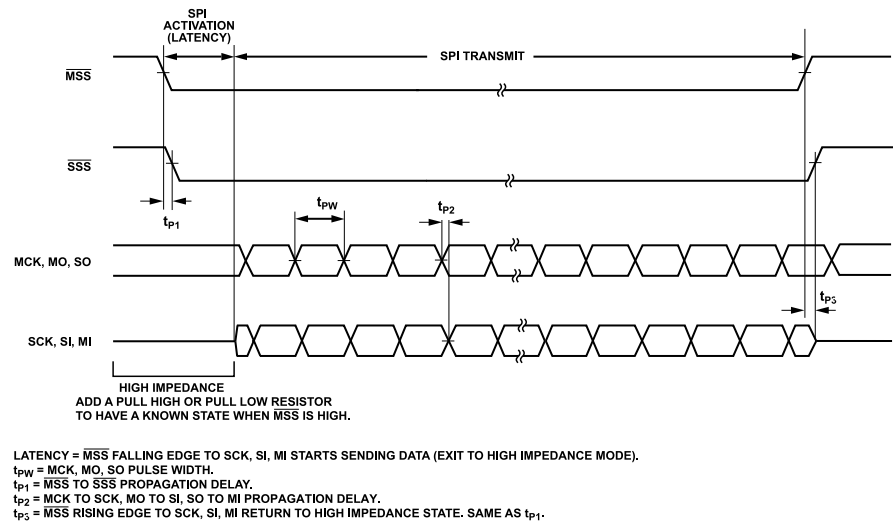 SPI
ACTIVATION
(LATENCY)
SPI TRANSMIT
MSS
SSS
tP1
tPW
tP2
MCK, MO, SO
tP3
SCK, SI, MI
HIGH IMPEDANCE
ADD A PULL HIGH OR PULL LOW RESISTOR
TO HAVE A KNOWN STATE WHEN MSS IS HIGH.
LATENCY = MSS FALLING EDGE TO SCK, SI, MI STARTS SENDING DATA (EXIT TO HIGH IMPEDANCE MODE).
tPW = MCK, MO, SO PULSE WIDTH.
tP1 = MSS TO SSS PROPAGATION DELAY.
tP2 = MCK TO SCK, MO TO SI, SO TO MI PROPAGATION DELAY.
tP3 = MSS RISING EDGE TO SCK, SI, MI RETURN TO HIGH IMPEDANCE STATE. SAME AS tP1.